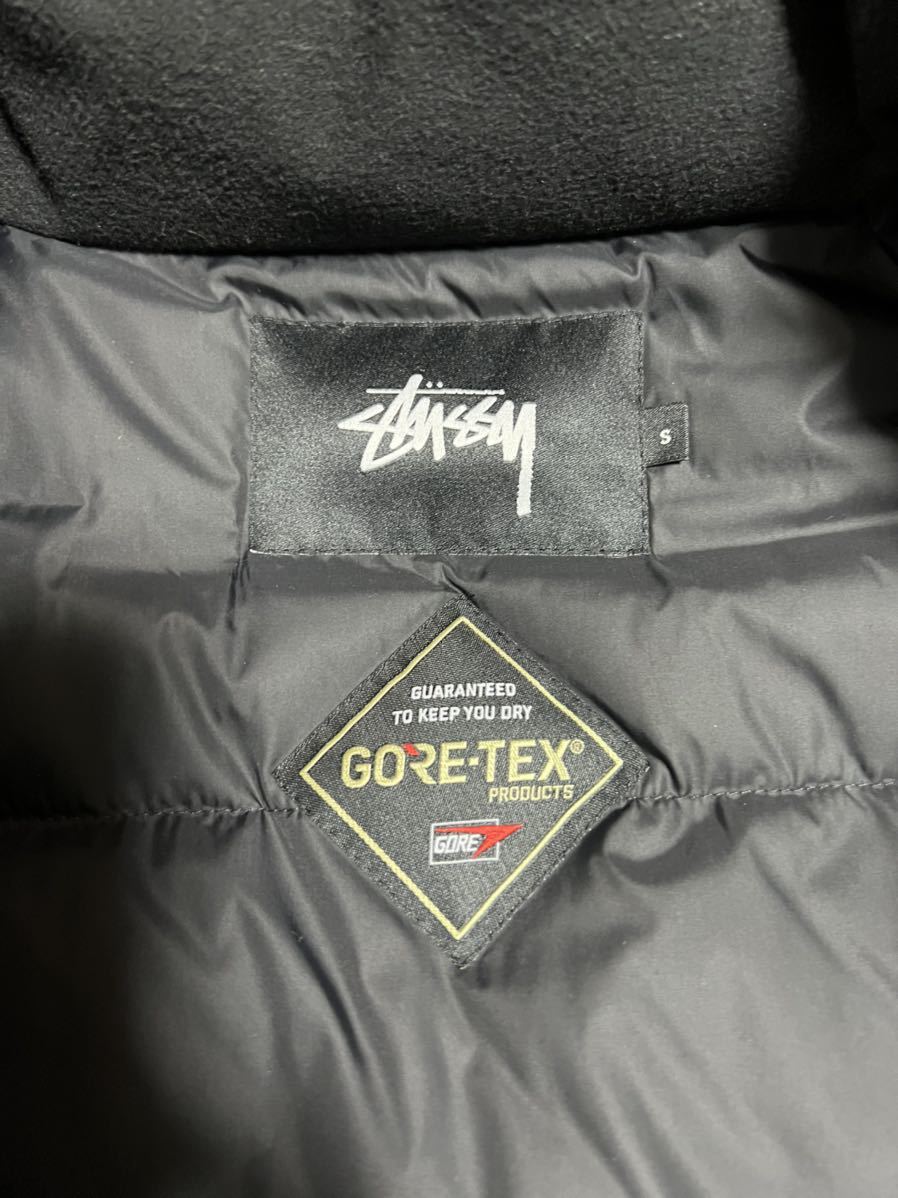 Stüssy
S
GUARANTEED
TO KEEP YOU DRY
GORE-TEX®
PRODUCTS
GORE